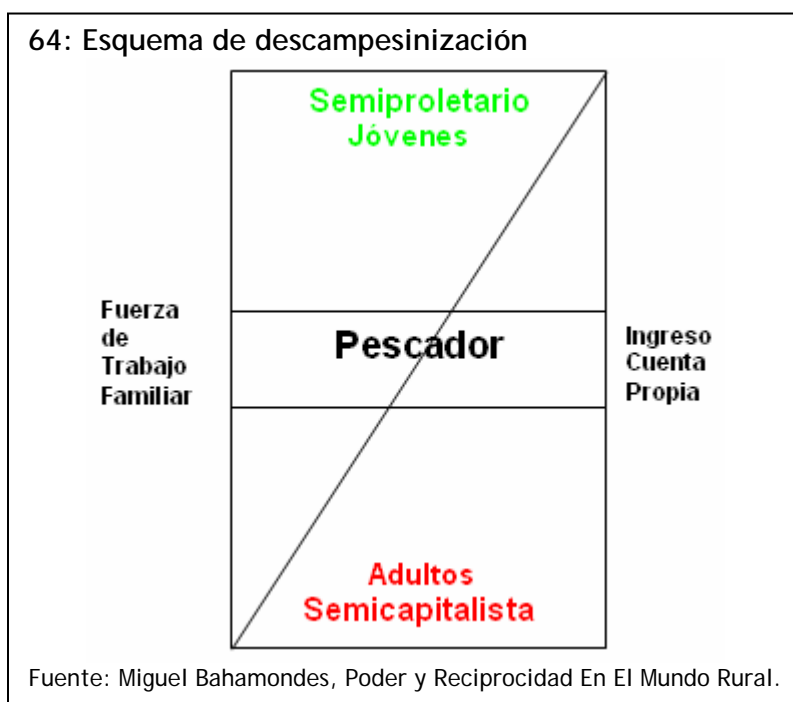 64: Esquema de descampesinización
Semiproletario
Jóvenes
Fuerza
de
Trabajo
Familiar
Pescador
Ingreso
Cuenta
Propia
Adultos
Semicapitalista
Fuente: Miguel Bahamondes, Poder y Reciprocidad En El Mundo Rural.